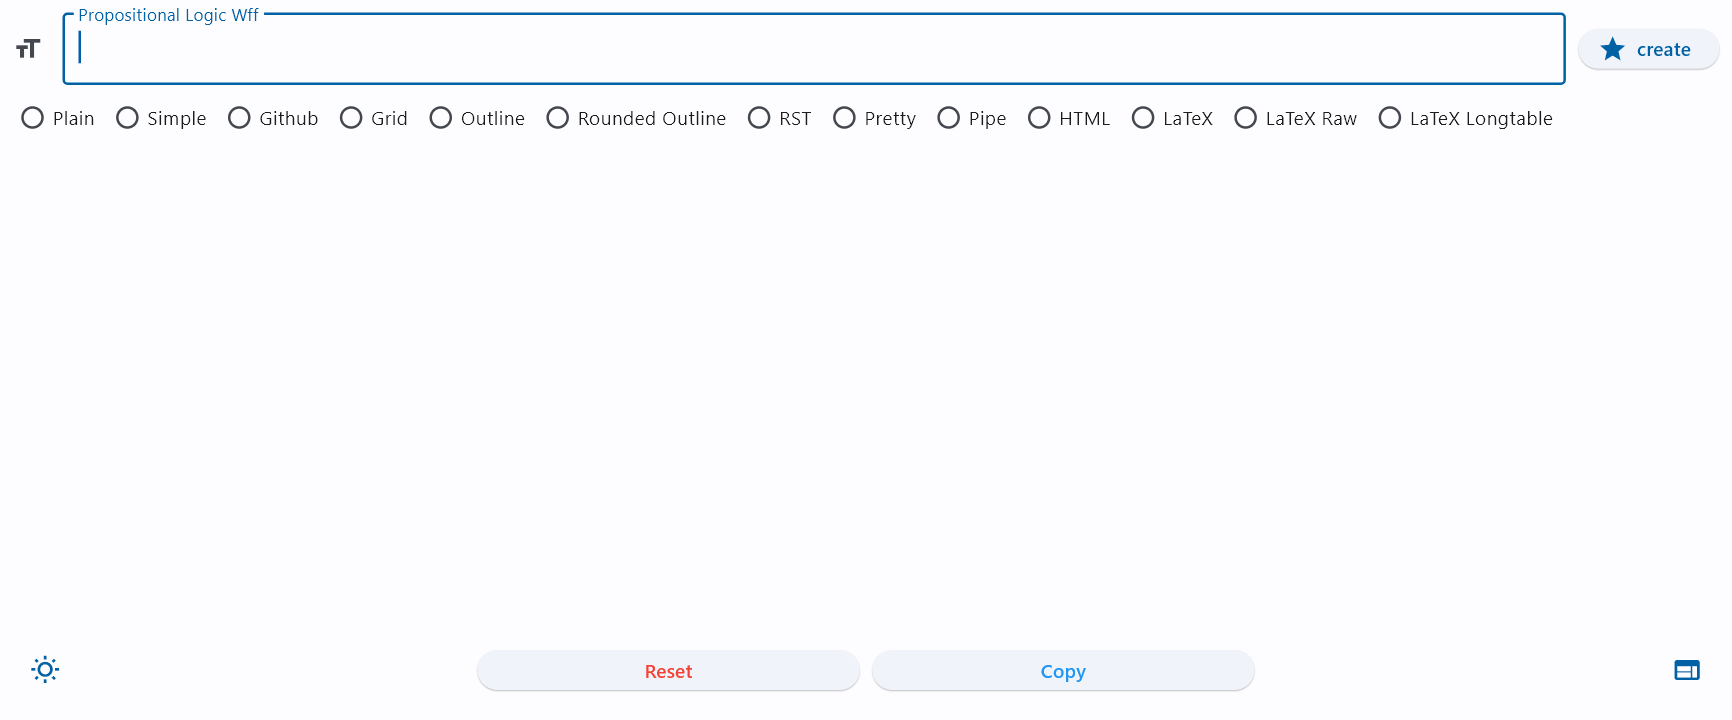 Propositional Logic Wff
create
Plain Simple Github Grid Outline Rounded Outline RST Pretty Pipe HTML LaTeX LaTeX Raw LaTeX Longtable
Reset Copy